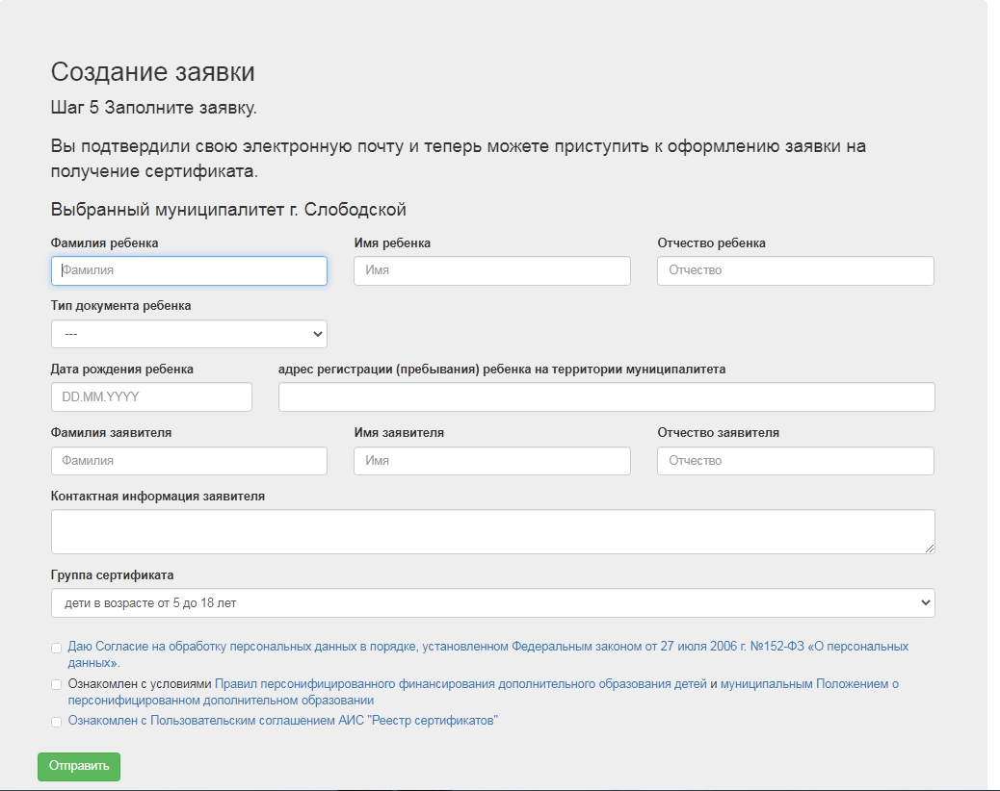 Создание заявки
Шаг 5 Заполните заявку.
Вы подтвердили свою электронную почту и теперь можете приступить к оформлению заявки на
получение сертификата.
Выбранный муниципалитет г. Слободской
Фамилия ребенка
Имя ребенка
Отчество ребенка
Фамилия
Имя
Отчество
Тип документа ребенка
---
Дата рождения ребенка
адрес регистрации (пребывания) ребенка на территории муниципалитета
DD.MM.YYYY
Фамилия заявителя
Имя заявителя
Отчество заявителя
Фамилия
Имя
Отчество
Контактная информация заявителя
Группа сертификата
дети в возрасте от 5 до 18 лет
Даю Согласие на обработку персональных данных в порядке, установленном Федеральным законом от 27 июля 2006 г. №152-ФЗ «О персональных
данных».
Ознакомлен с условиями Правил персонифицированного финансирования дополнительного образования детей и муниципальным Положением о
персонифицированном дополнительном образовании
Ознакомлен с Пользовательским соглашением АИС "Реестр сертификатов"
Отправить